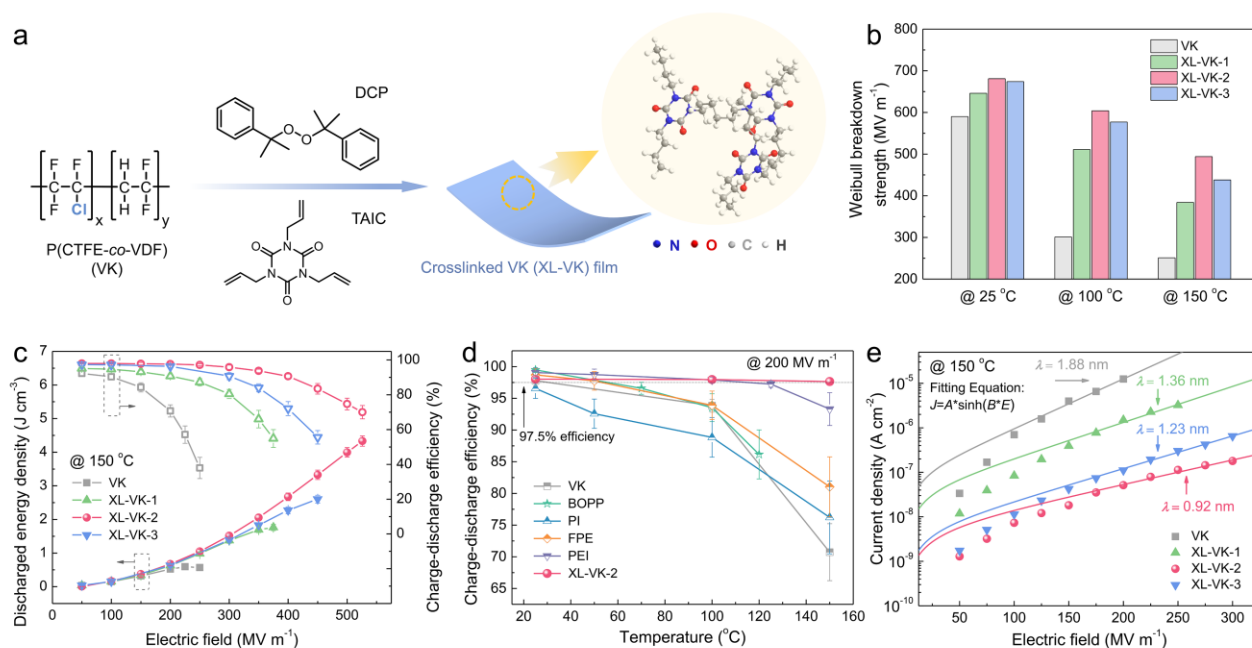 a
DCP
F F H F
O O
F Cl x H F y
P(CTFE-co-VDF)
(VK)
TAIC
O N O
N N
O
Crosslinked VK (XL-VK) film
N O C H
b
Weibull breakdown
strength (MV m⁻¹)
800
700
600
500
400
300
200
VK
XL-VK-1
XL-VK-2
XL-VK-3
@ 25 °C
@ 100 °C
@ 150 °C
c
Discharged energy density (J cm⁻³)
7
6
5
4
3
2
1
0
@ 150 °C
VK
XL-VK-1
XL-VK-2
XL-VK-3
0 100 200 300 400 500
Electric field (MV m⁻¹)
100
80
60
40
20
0
Charge-discharge efficiency (%)
d
@ 200 MV m⁻¹
Charge-discharge efficiency (%)
100
95
90
85
80
75
70
65
97.5% efficiency
VK
BOPP
PI
FPE
PEI
XL-VK-2
20 40 60 80 100 120 140 160
Temperature (°C)
e
@ 150 °C
Fitting Equation:
J=A*sinh(B*E)
λ = 1.88 nm
λ = 1.36 nm
λ = 1.23 nm
λ = 0.92 nm
Current density (A cm⁻²)
10⁻⁵
10⁻⁶
10⁻⁷
10⁻⁸
10⁻⁹
10⁻¹⁰
VK
XL-VK-1
XL-VK-2
XL-VK-3
50 100 150 200 250 300
Electric field (MV m⁻¹)